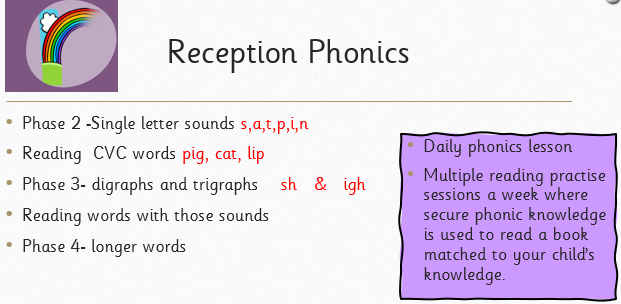 Reception Phonics
Phase 2 -Single letter sounds s,a,t,p,i,n
Reading CVC words pig, cat, lip
Phase 3- digraphs and trigraphs sh & igh
Reading words with those sounds
Phase 4- longer words
Daily phonics lesson
Multiple reading practise
sessions a week where
secure phonic knowledge
is used to read a book
matched to your child's
knowledge.